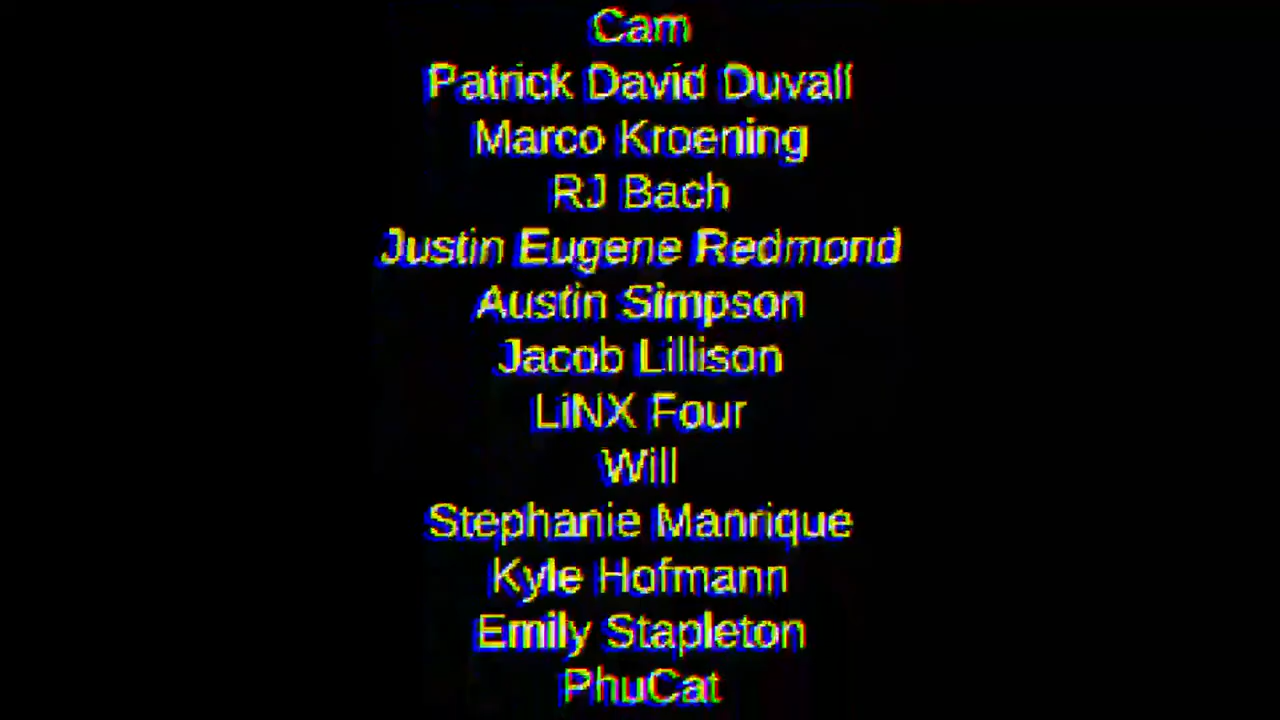 Cam
Patrick David Duvall
Marco Kroening
RJ Bach
Justin Eugene Redmond
Austin Simpson
Jacob Lillison
LiNX Four
Will
Stephanie Manrique
Kyle Hofmann
Emily Stapleton
PhuCat